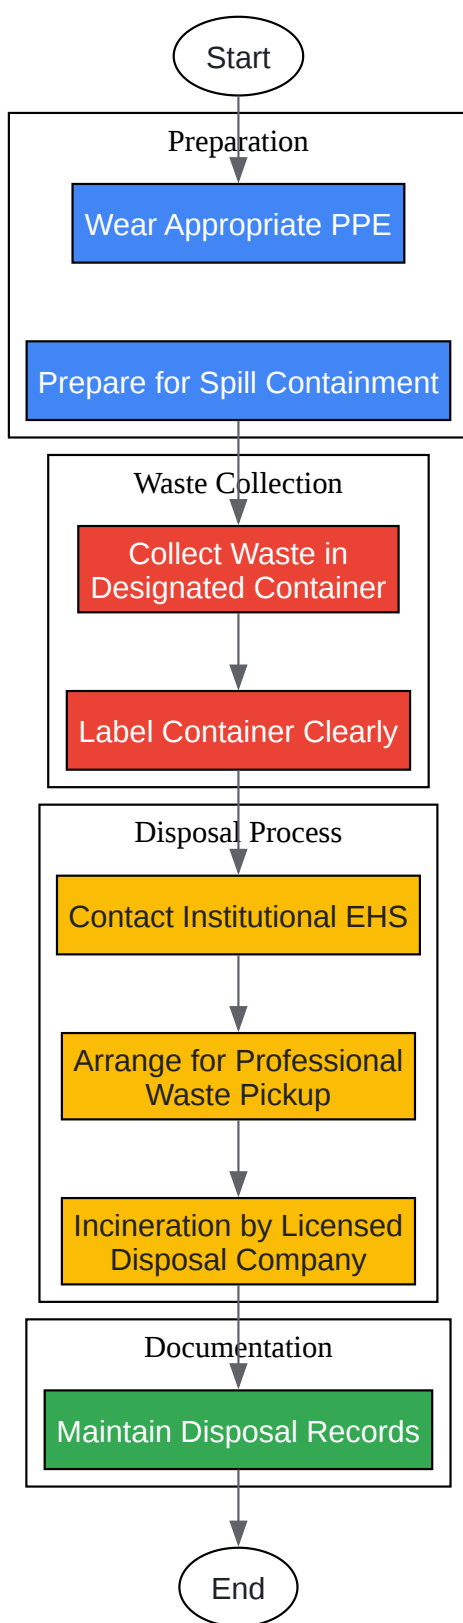 Start
Preparation
Wear Appropriate PPE
Prepare for Spill Containment
Waste Collection
Collect Waste in
Designated Container
Label Container Clearly
Disposal Process
Contact Institutional EHS
Arrange for Professional
Waste Pickup
Incineration by Licensed
Disposal Company
Documentation
Maintain Disposal Records
End